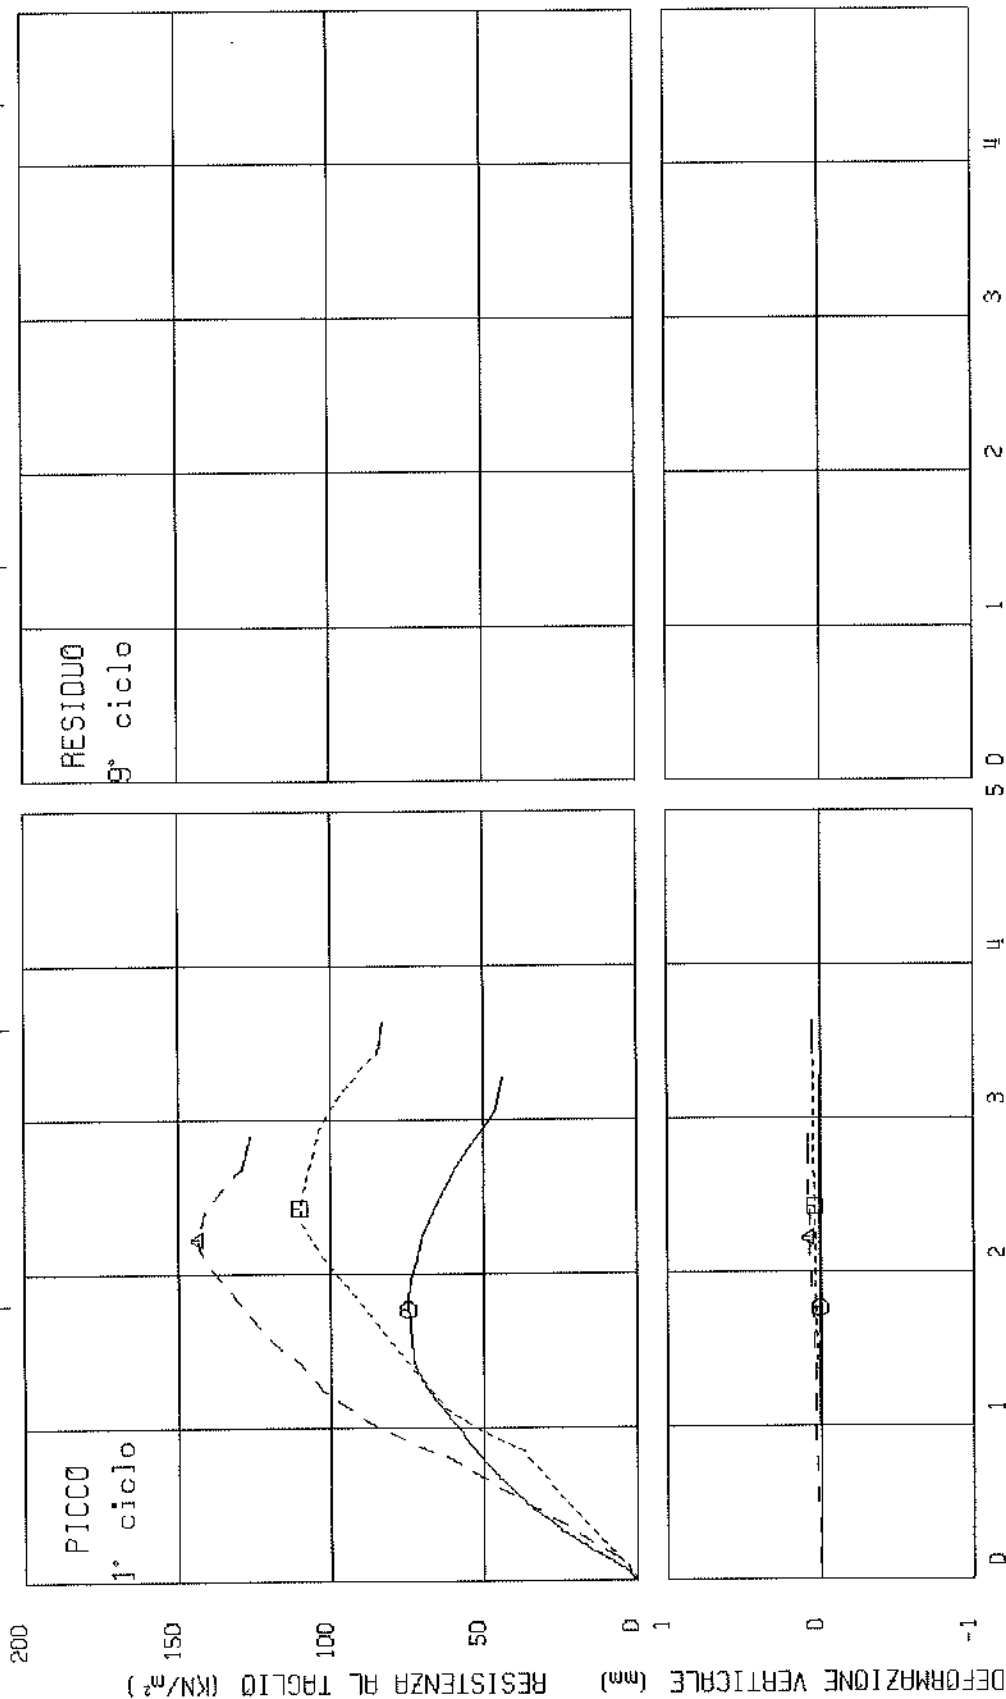 PICCO
1° ciclo
RESIDUO
9° ciclo
RESISTENZA AL TAGLIO (KN/m²)
200
150
100
50
0
DEFORMAZIONE VERTICALE (mm)
1
0
-1
0 1 2 3 4 5 0 1 2 3 4